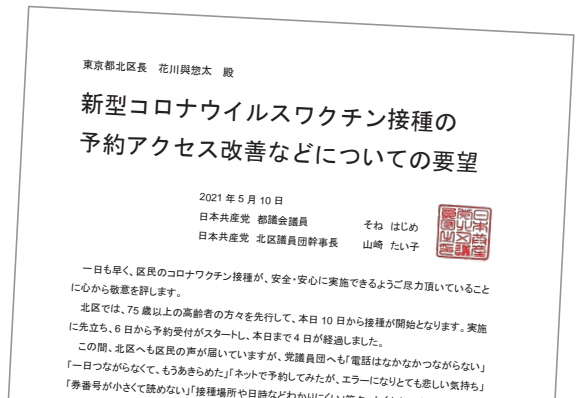 東京都北区長 花川與惣太 殿
新型コロナウイルスワクチン接種の
予約アクセス改善などについての要望
2021年5月10日
日本共産党 都議会議員 そね はじめ
日本共産党 北区議員団幹事長 山崎 たい子
一日も早く、区民のコロナワクチン接種が、安全・安心に実施できるようご尽力頂いていること
に心から敬意を評します。
北区では、75歳以上の高齢者の方々を先行して、本日10日から接種が開始となります。実施
に先立ち、6日から予約受付がスタートし、本日まで4日が経過しました。
この間、北区へも区民の声が届いていますが、党議員団へも「電話はなかなかつながらない」
「一日つながらなくて、もうあきらめた」「ネットで予約してみたが、エラーになりとても悲しい気持ち」
「券番号が小さくて読めない」「接種場所や日時などわかりにくい」等